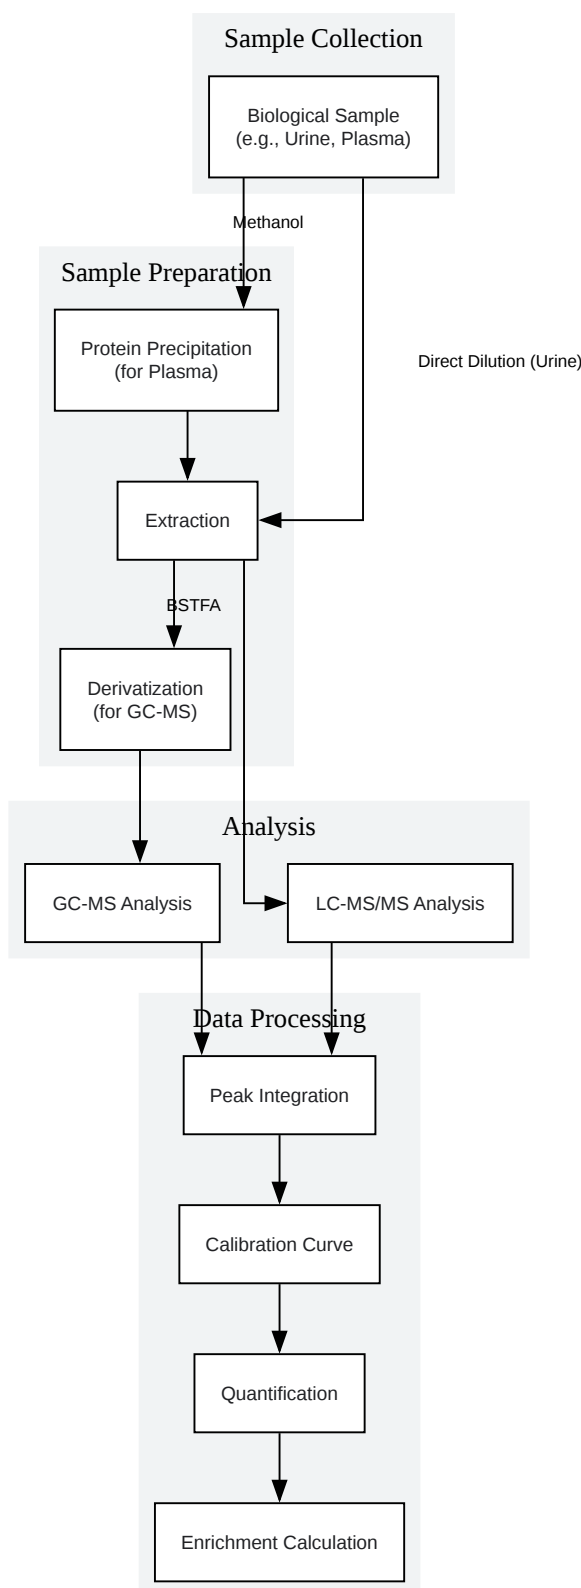 Sample Collection
Biological Sample
(e.g., Urine, Plasma)
Methanol
Sample Preparation
Protein Precipitation
(for Plasma)
Direct Dilution (Urine)
Extraction
BSTFA
Derivatization
(for GC-MS)
Analysis
GC-MS Analysis
LC-MS/MS Analysis
Data Processing
Peak Integration
Calibration Curve
Quantification
Enrichment Calculation